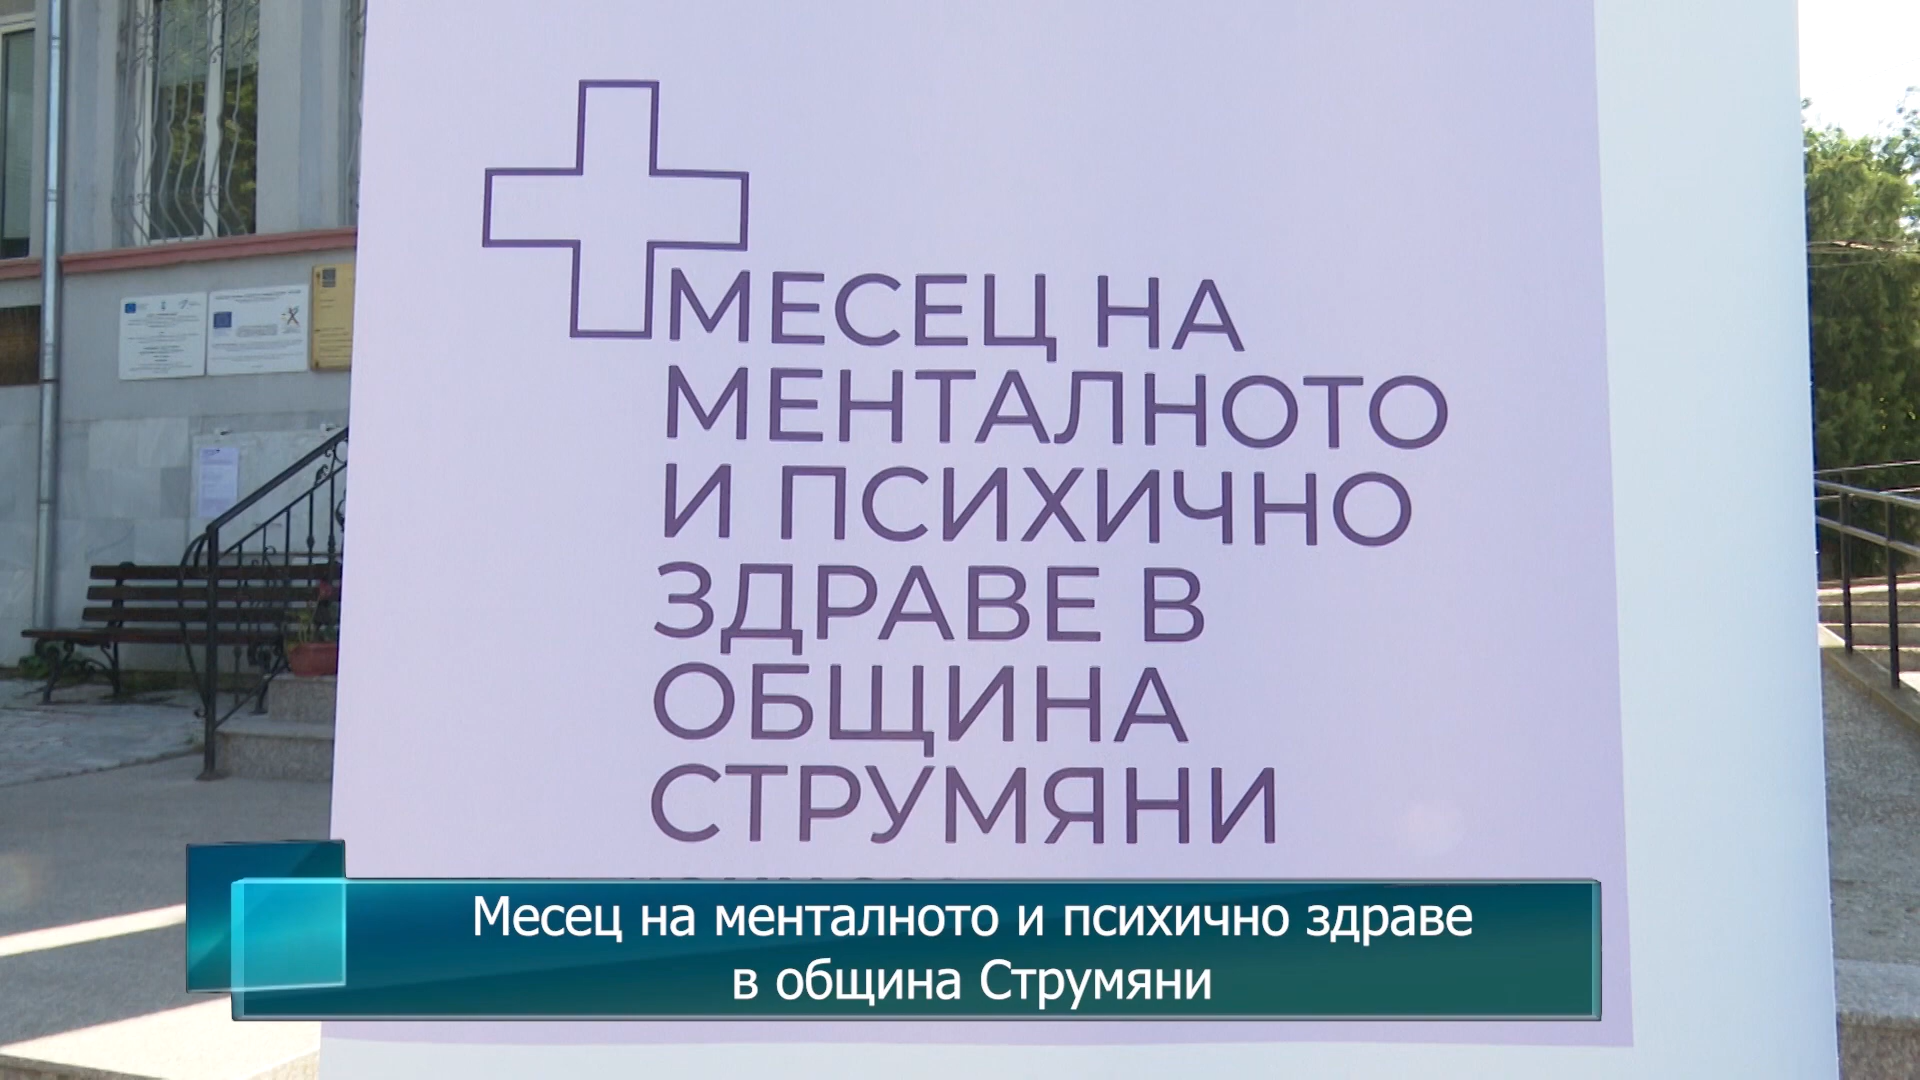 МЕСЕЦ НА
МЕНТАЛНОТО
И ПСИХИЧНО
ЗДРАВЕ В
ОБЩИНА
СТРУМЯНИ
Месец на менталното и психично здраве
в община Струмяни